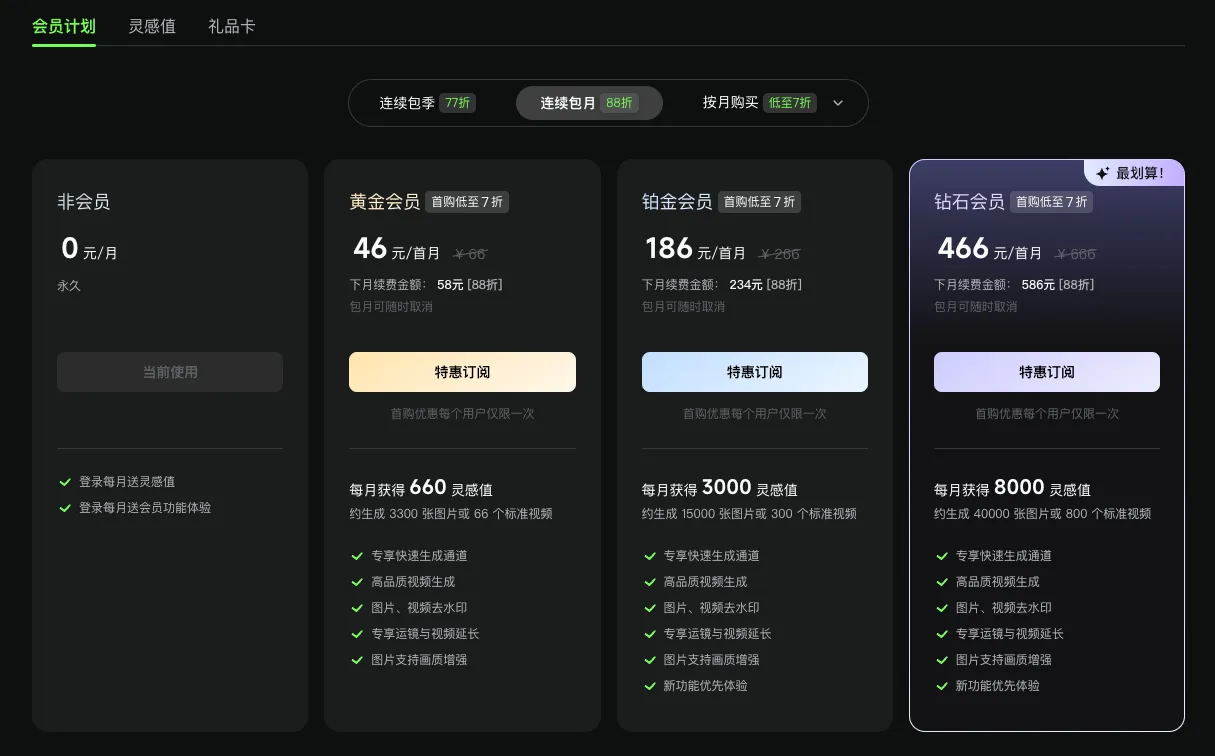 会员计划 灵感值 礼品卡
连续包季 77折 连续包月 88折 按月购买 低至7折
非会员
0 元/月
永久
当前使用
登录每月送灵感值
登录每月送会员功能体验
黄金会员 首购低至 7 折
46 元/首月 ¥ 66
下月续费金额： 58元 [88折]
包月可随时取消
特惠订阅
首购优惠每个用户仅限一次
每月获得 660 灵感值
约生成 3300 张图片或 66 个标准视频
专享快速生成通道
高品质视频生成
图片、视频去水印
专享运镜与视频延长
图片支持画质增强
铂金会员 首购低至 7 折
186 元/首月 ¥ 266
下月续费金额： 234元 [88折]
包月可随时取消
特惠订阅
首购优惠每个用户仅限一次
每月获得 3000 灵感值
约生成 15000 张图片或 300 个标准视频
专享快速生成通道
高品质视频生成
图片、视频去水印
专享运镜与视频延长
图片支持画质增强
新功能优先体验
最划算！
钻石会员 首购低至 7 折
466 元/首月 ¥ 666
下月续费金额： 586元 [88折]
包月可随时取消
特惠订阅
首购优惠每个用户仅限一次
每月获得 8000 灵感值
约生成 40000 张图片或 800 个标准视频
专享快速生成通道
高品质视频生成
图片、视频去水印
专享运镜与视频延长
图片支持画质增强
新功能优先体验